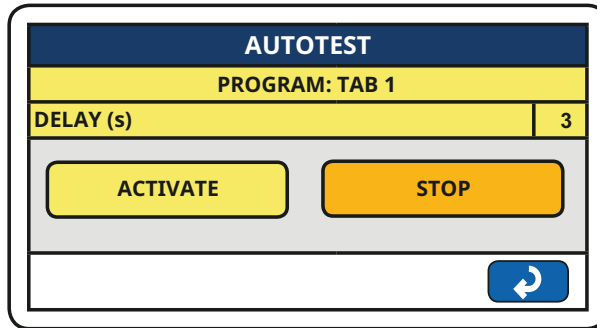 AUTOTEST
PROGRAM: TAB 1
DELAY (s) 3
ACTIVATE STOP